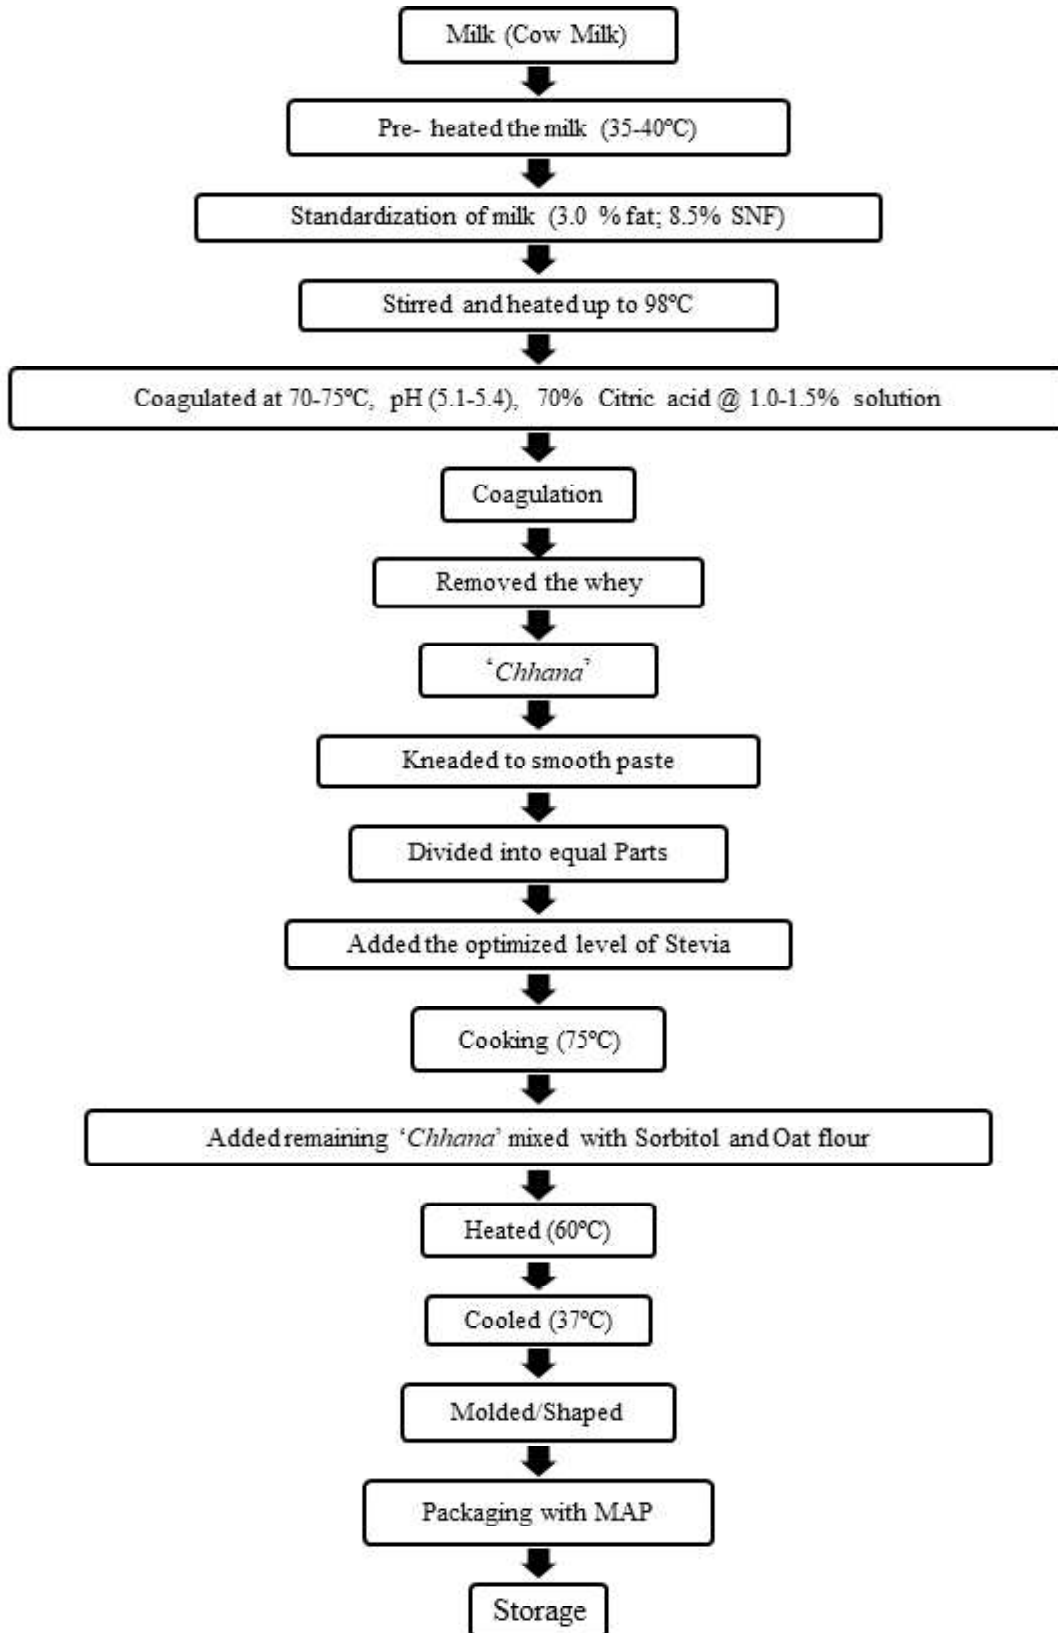 Milk (Cow Milk)
Pre- heated the milk (35-40°C)
Standardization of milk (3.0 % fat; 8.5% SNF)
Stirred and heated up to 98°C
Coagulated at 70-75°C, pH (5.1-5.4), 70% Citric acid @ 1.0-1.5% solution
Coagulation
Removed the whey
‘Chhana’
Kneaded to smooth paste
Divided into equal Parts
Added the optimized level of Stevia
Cooking (75°C)
Added remaining ‘Chhana’ mixed with Sorbitol and Oat flour
Heated (60°C)
Cooled (37°C)
Molded/Shaped
Packaging with MAP
Storage